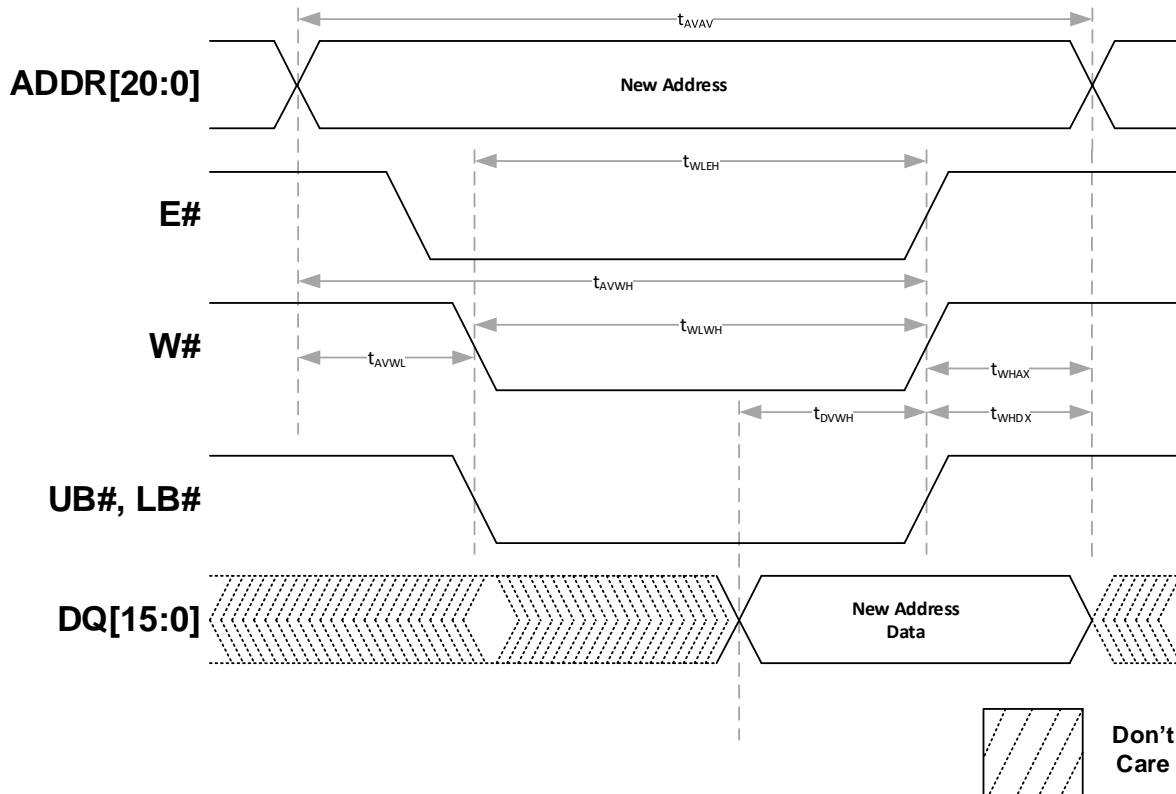 tAVAV
ADDR[20:0]
New Address
tWLEH
E#
tAVWH
W#
tWLWH
tAVWL
tWHAX
tDVWH
tWHDX
UB#, LB#
DQ[15:0]
New Address
Data
Don't
Care